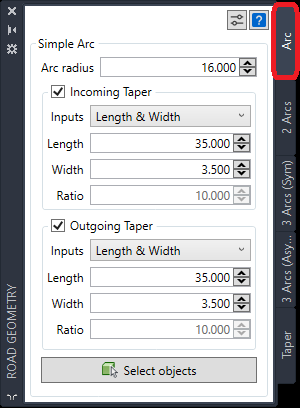 ?
Simple Arc
Arc radius 16.000
Incoming Taper
Inputs Length & Width
Length 35.000
Width 3.500
Ratio 10.000
Outgoing Taper
Inputs Length & Width
Length 35.000
Width 3.500
Ratio 10.000
Select objects
ROAD GEOMETRY
Arc
2 Arcs
3 Arcs (Sym)
3 Arcs (Asy...
Taper